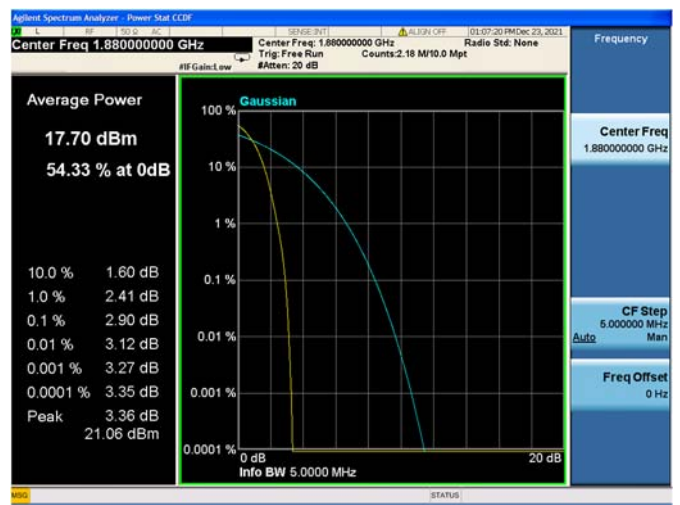 Agilent Spectrum Analyzer - Power Stat CCDF
L RF 50 Ω AC SENSE:INT ALIGN OFF 01:07:20 PM Dec 23, 2021
Center Freq 1.880000000 GHz
Center Freq: 1.880000000 GHz
Radio Std: None
Trig: Free Run
Counts:2.18 M/10.0 Mpt
#IFGain:Low
#Atten: 20 dB
Frequency
Average Power
17.70 dBm
54.33 % at 0dB
10.0 % 1.60 dB
1.0 % 2.41 dB
0.1 % 2.90 dB
0.01 % 3.12 dB
0.001 % 3.27 dB
0.0001 % 3.35 dB
Peak 3.36 dB
21.06 dBm
Gaussian
100 %
10 %
1 %
0.1 %
0.01 %
0.001 %
0.0001 %
0 dB
20 dB
Info BW 5.0000 MHz
Center Freq
1.880000000 GHz
CF Step
5.000000 MHz
Auto Man
Freq Offset
0 Hz
MSG
STATUS